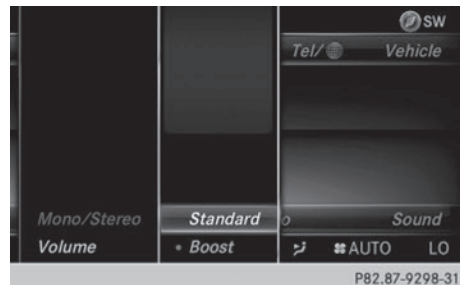 SW
Tel/ Vehicle
Mono/Stereo Standard o Sound
Volume • Boost AUTO LO
P82.87-9298-31